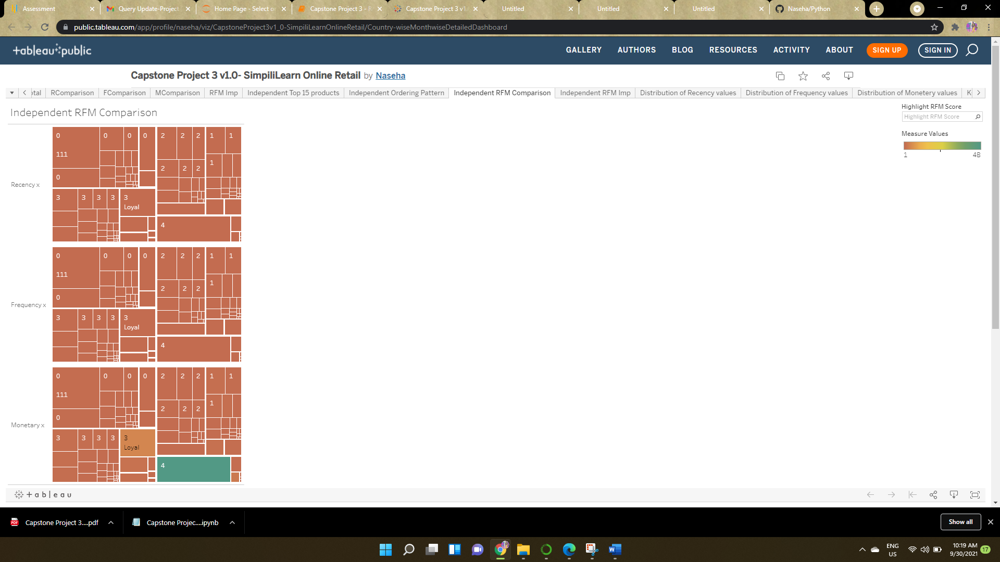 Assessment
Query Update-Project
Home Page - Select or
Capstone Project 3 - R
Capstone Project 3 v1.
Untitled
Untitled
Untitled
Naseha/Python
public.tableau.com/app/profile/naseha/viz/CapstoneProject3v1_0-SimpiliLearnOnlineRetail/Country-wiseMonthwiseDetailedDashboard
+ableau public
GALLERY
AUTHORS
BLOG
RESOURCES
ACTIVITY
ABOUT
SIGN UP
SIGN IN
Capstone Project 3 v1.0- SimpiliLearn Online Retail by Naseha
otal
RComparison
FComparison
MComparison
RFM Imp
Independent Top 15 products
Independent Ordering Pattern
Independent RFM Comparison
Independent RFM Imp
Distribution of Recency values
Distribution of Frequency values
Distribution of Monetery values
K
Independent RFM Comparison
Highlight RFM Score
Highlight RFM Score
Measure Values
1 4B
Recency x
0 0 0 0 2 2 2 1 1
111
1
2 2 2
0
3 3 3 3 3
Loyal
4
Frequency x
0 0 0 0 2 2 2 1 1
111
1
2 2 2
0
3 3 3 3 3
Loyal
4
Monetary x
0 0 0 0 2 2 2 1 1
111
1
2 2 2
0
3 3 3 3 3
Loyal
4
+ a b l e a u
Capstone Project 3....pdf
Capstone Projec....ipynb
Show all
ENG
US
10:19 AM
9/30/2021
17